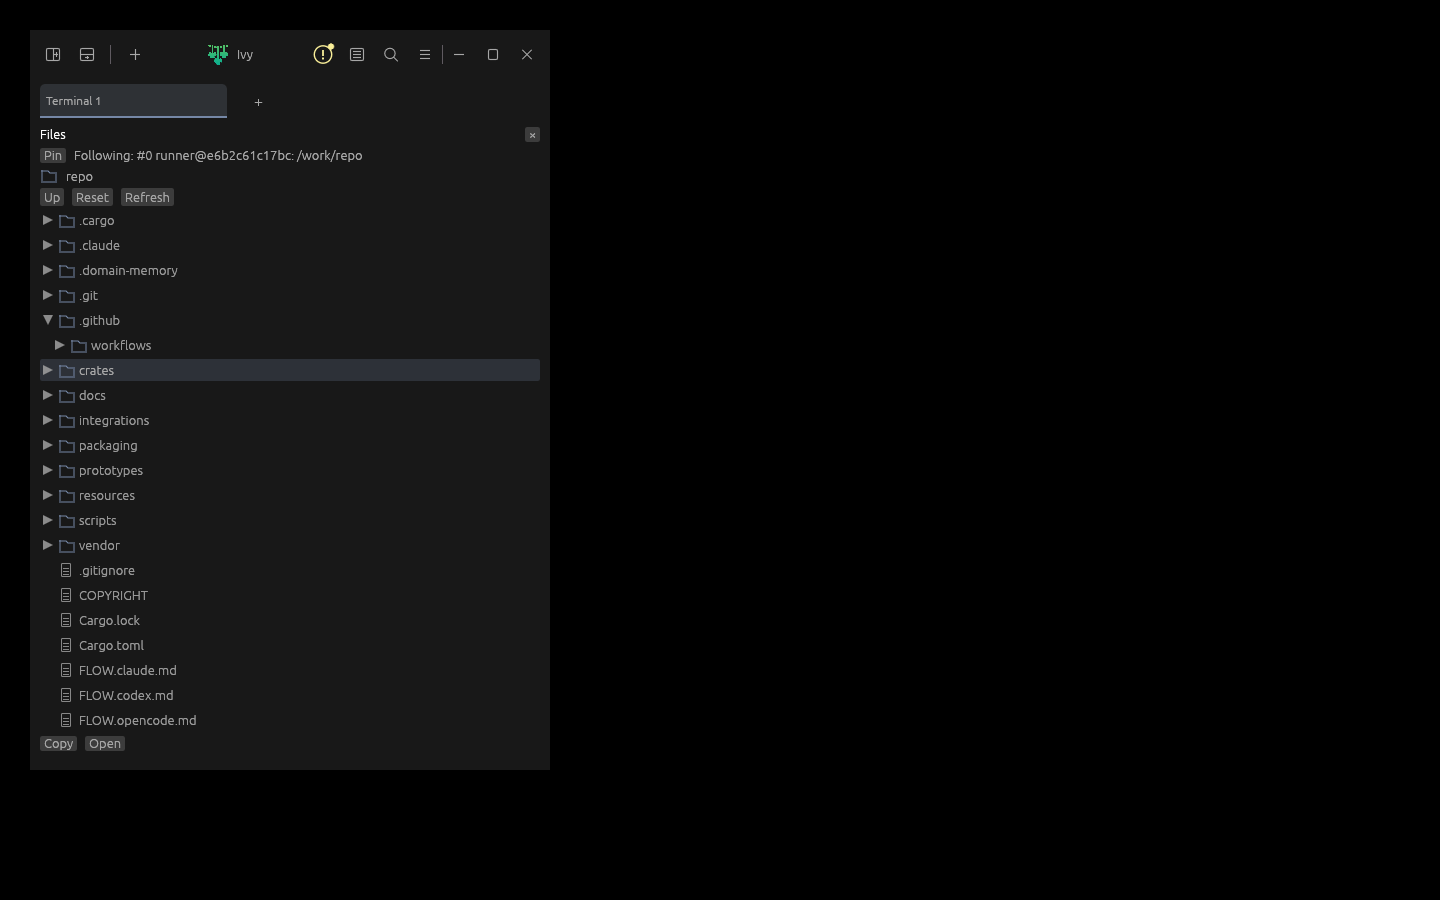 Ivy
Terminal 1
Files
Pin Following: #0 runner@e6b2c61c17bc: /work/repo
repo
Up Reset Refresh
.cargo
.claude
.domain-memory
.git
.github
workflows
crates
docs
integrations
packaging
prototypes
resources
scripts
vendor
.gitignore
COPYRIGHT
Cargo.lock
Cargo.toml
FLOW.claude.md
FLOW.codex.md
FLOW.opencode.md
Copy Open